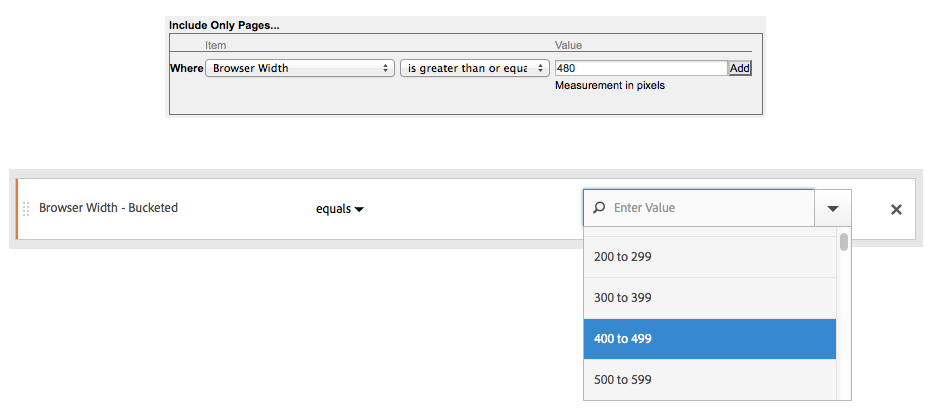 Include Only Pages...
Item Value
Where Browser Width is greater than or equa 480 Add
Measurement in pixels
Browser Width - Bucketed equals Enter Value
200 to 299
300 to 399
400 to 499
500 to 599